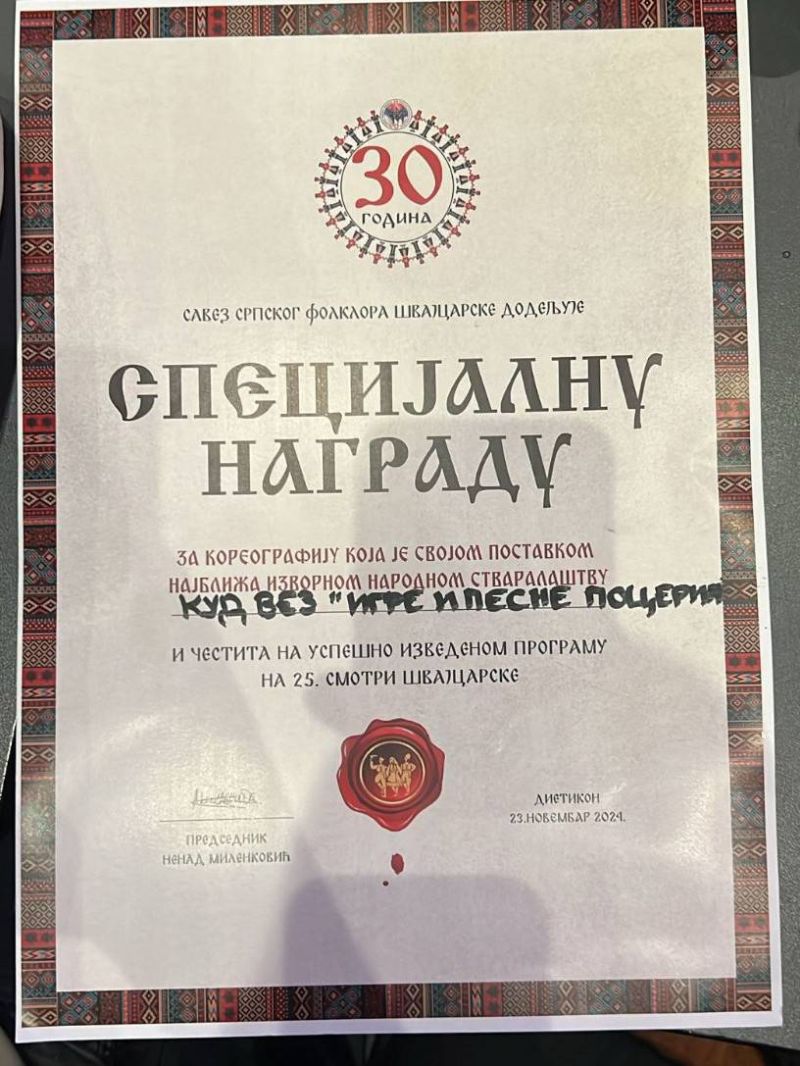 30
ГОДИНА
САВЕЗ СРПСКОГ ФОЛКЛОРА ШВАЈЦАРСКЕ ДОДЕЉУЈЕ
СПЕЦИЈАЛНУ
НАГРАДУ
ЗА КОРЕОГРАФИЈУ КОЈА ЈЕ СВОЈОМ ПОСТАВКОМ
НАЈБЛИЖА ИЗВОРНОМ НАРОДНОМ СТВАРАЛАШТВУ
КУД ВЕЗ "ИГРЕ И ПЕСНЕ ПОЦЕРИЈА
И ЧЕСТИТА НА УСПЕШНО ИЗВЕДЕНОМ ПРОГРАМУ
НА 25. СМОТРИ ШВАЈЦАРСКЕ
ПРЕДСЕДНИК
НЕНАД МИЛЕНКОВИЋ
ДИЕТИКОН
23.НОВЕМБАР 2024.